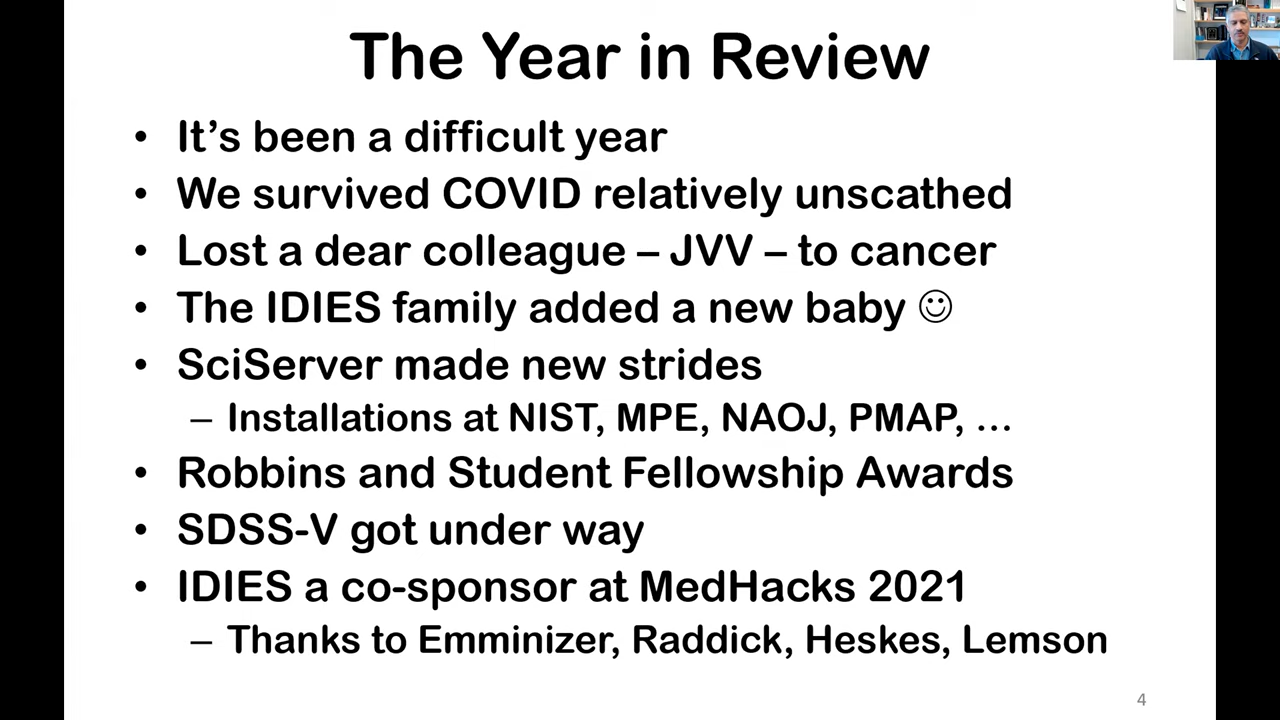 The Year in Review
• It’s been a difficult year
• We survived COVID relatively unscathed
• Lost a dear colleague – JVV – to cancer
• The IDIES family added a new baby ☺
• SciServer made new strides
– Installations at NIST, MPE, NAOJ, PMAP, …
• Robbins and Student Fellowship Awards
• SDSS-V got under way
• IDIES a co-sponsor at MedHacks 2021
– Thanks to Emminizer, Raddick, Heskes, Lemson
4